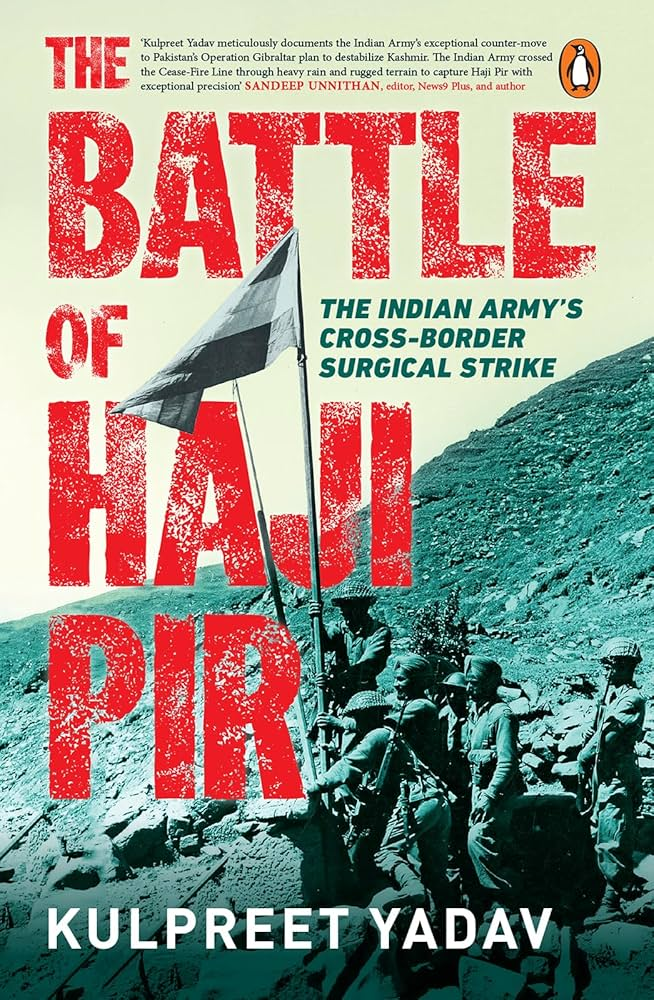 THE
'Kulpreet Yadav meticulously documents the Indian Army's exceptional counter-move
to Pakistan's Operation Gibraltar plan to destabilize Kashmir. The Indian Army crossed
the Cease-Fire Line through heavy rain and rugged terrain to capture Haji Pir with
exceptional precision' SANDEEP UNNITHAN, editor, News9 Plus, and author
BATTLE
OF
THE INDIAN ARMY'S
CROSS-BORDER
SURGICAL STRIKE
HAJI
PIR
KULPREET YADAV